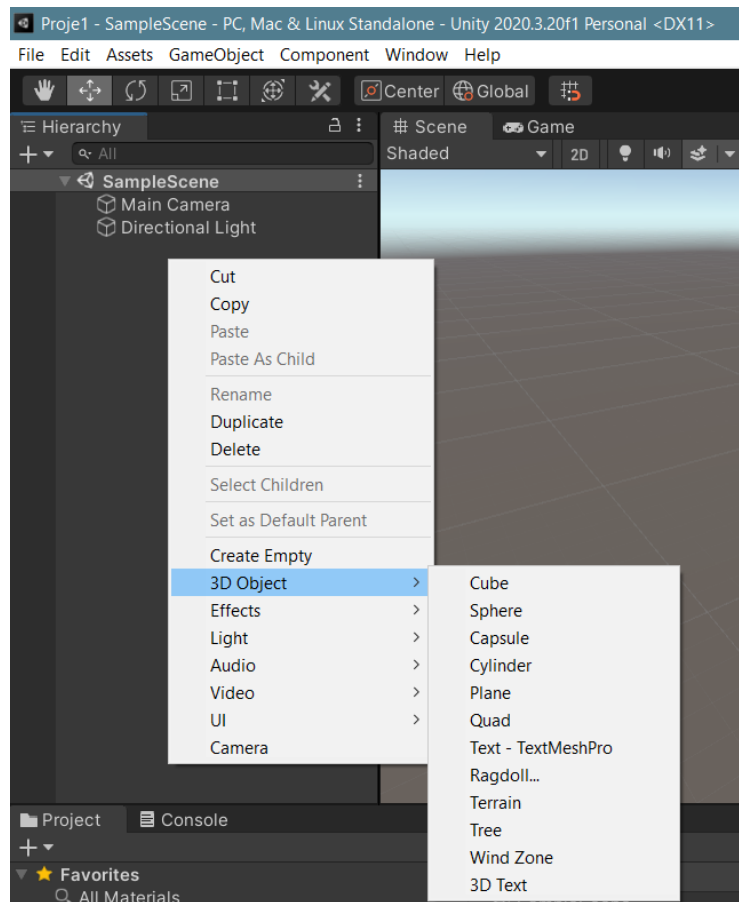 Proje1 - SampleScene - PC, Mac & Linux Standalone - Unity 2020.3.20f1 Personal <DX11>
File Edit Assets GameObject Component Window Help
Center Global
Hierarchy
# Scene Game
All
Shaded 2D
SampleScene
Main Camera
Directional Light
Cut
Copy
Paste
Paste As Child
Rename
Duplicate
Delete
Select Children
Set as Default Parent
Create Empty
3D Object >
Effects >
Light >
Audio >
Video >
UI >
Camera
Cube
Sphere
Capsule
Cylinder
Plane
Quad
Text - TextMeshPro
Ragdoll...
Terrain
Tree
Wind Zone
3D Text
Project Console
Favorites
All Materials